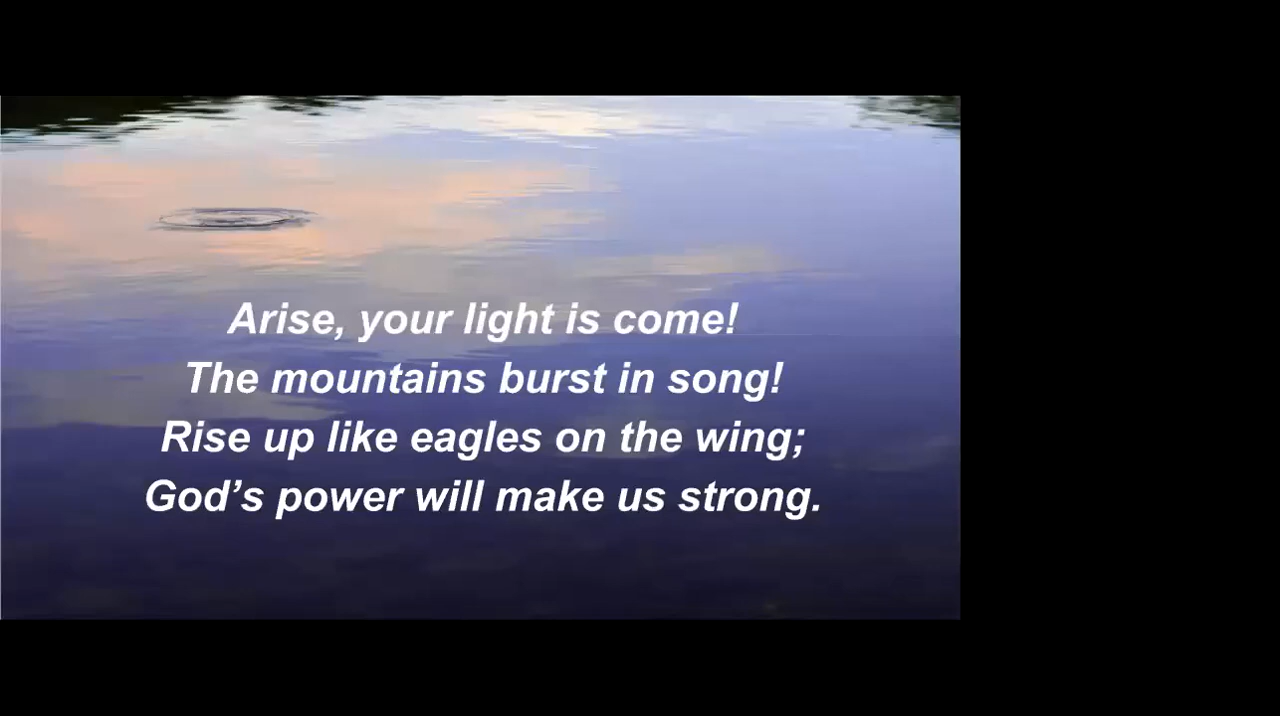 Arise, your light is come!
The mountains burst in song!
Rise up like eagles on the wing;
God’s power will make us strong.